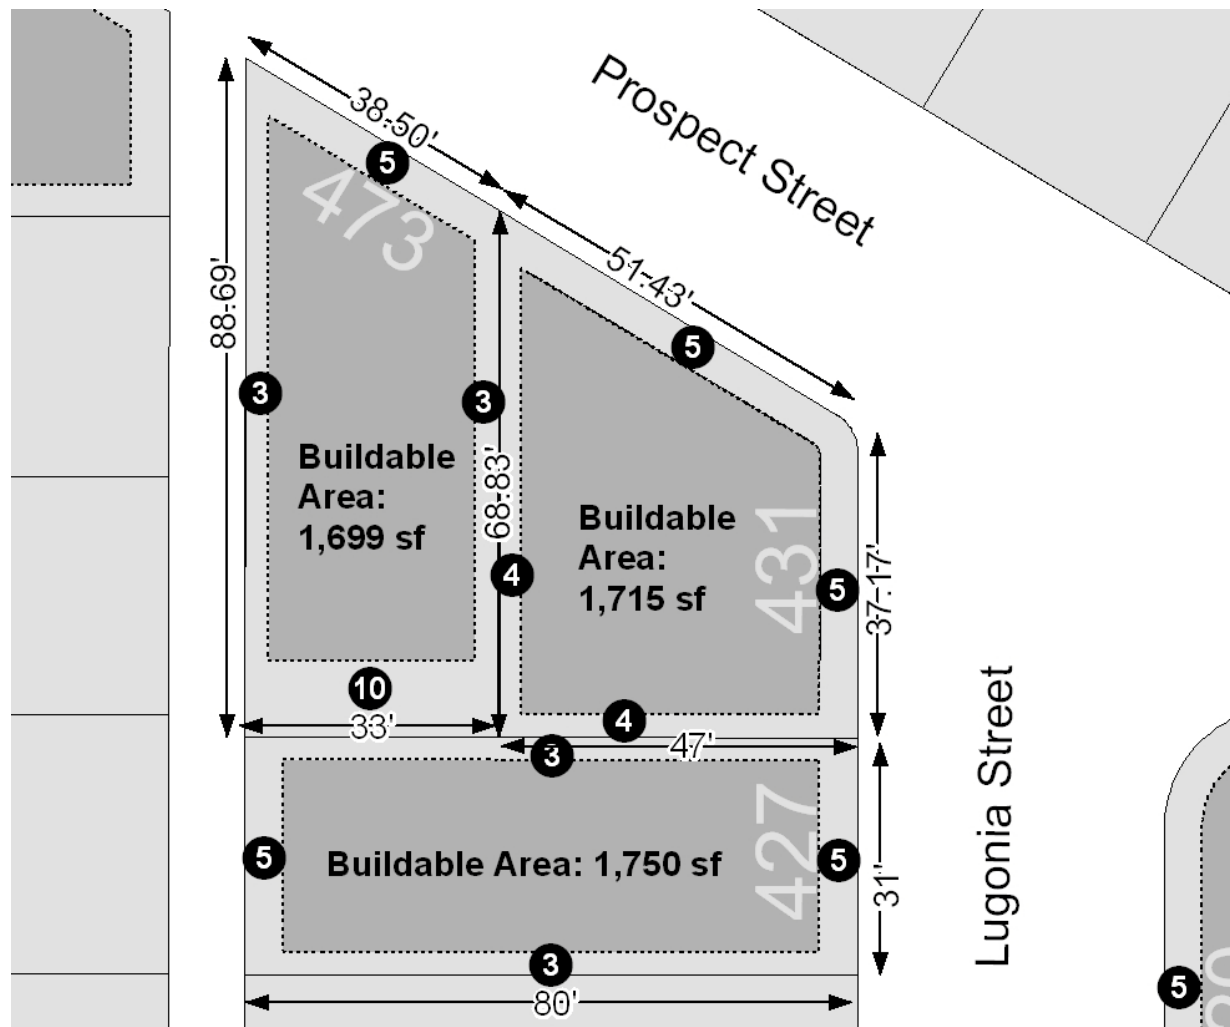 Prospect Street
38.50'
5
473
51.43'
5
88.69'
3
3
Buildable
Area:
1,699 sf
68.83'
Buildable
Area:
1,715 sf
431
4
5
37.17'
10
33'
4
47'
3
Lugonia Street
5
Buildable Area: 1,750 sf
427
5
31'
3
80'
5